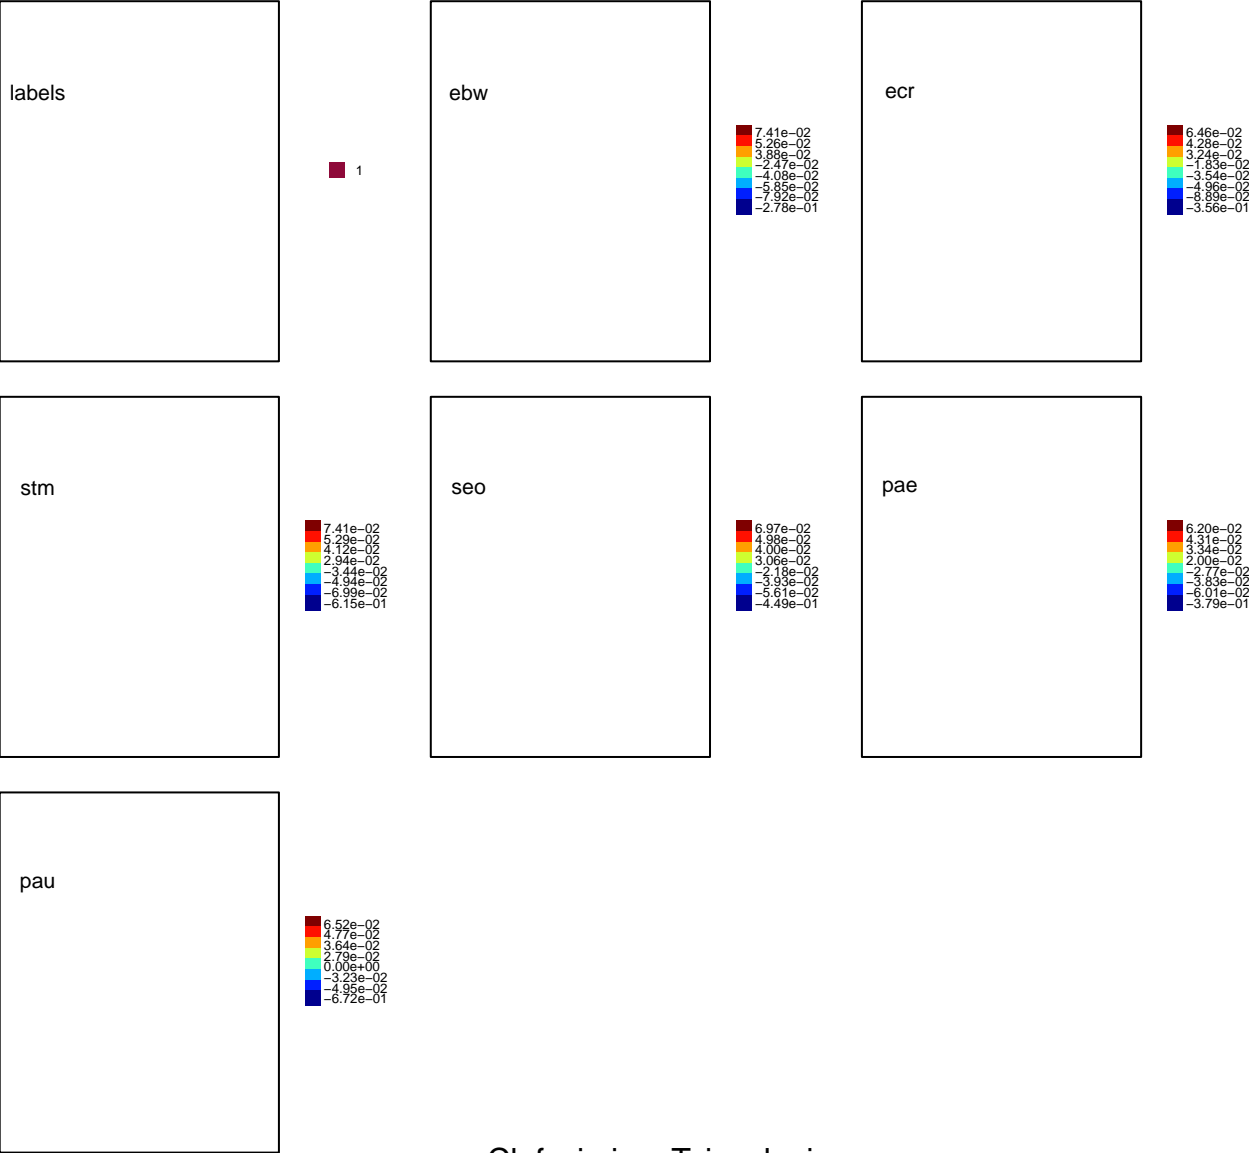 labels
1
ebw
7.41e−02
5.26e−02
3.88e−02
−2.47e−02
−4.08e−02
−5.85e−02
−7.92e−02
−2.78e−01
ecr
6.46e−02
4.28e−02
3.24e−02
−1.83e−02
−3.54e−02
−4.96e−02
−8.89e−02
−3.56e−01
stm
7.41e−02
5.29e−02
4.12e−02
2.94e−02
−3.44e−02
−4.94e−02
−6.99e−02
−6.15e−01
seo
6.97e−02
4.98e−02
4.00e−02
3.06e−02
−2.18e−02
−3.93e−02
−5.61e−02
−4.49e−01
pae
6.20e−02
4.31e−02
3.34e−02
2.00e−02
−2.77e−02
−3.83e−02
−6.01e−02
−3.79e−01
pau
6.52e−02
4.77e−02
3.64e−02
2.79e−02
0.00e+00
−3.23e−02
−4.95e−02
−6.72e−01